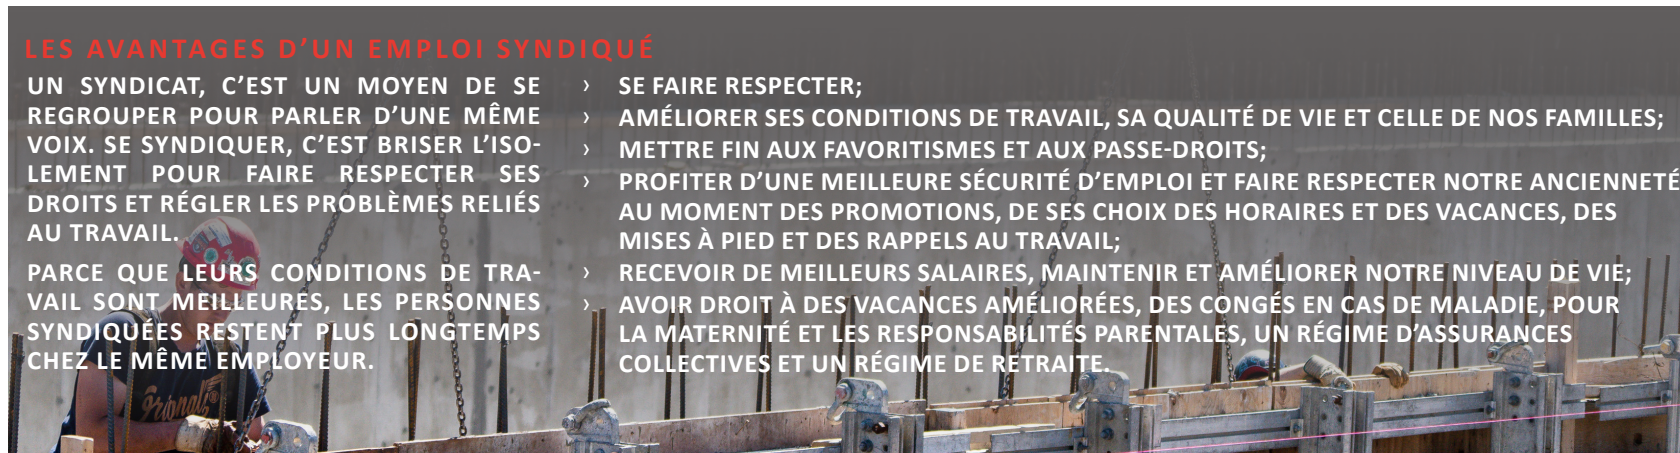 LES AVANTAGES D’UN EMPLOI SYNDIQUÉ
UN SYNDICAT, C’EST UN MOYEN DE SE
REGROUPER POUR PARLER D’UNE MÊME
VOIX. SE SYNDIQUER, C’EST BRISER L’ISO-
LEMENT POUR FAIRE RESPECTER SES
DROITS ET RÉGLER LES PROBLÈMES RELIÉS
AU TRAVAIL.
PARCE QUE LEURS CONDITIONS DE TRA-
VAIL SONT MEILLEURES, LES PERSONNES
SYNDIQUÉES RESTENT PLUS LONGTEMPS
CHEZ LE MÊME EMPLOYEUR.
› SE FAIRE RESPECTER;
› AMÉLIORER SES CONDITIONS DE TRAVAIL, SA QUALITÉ DE VIE ET CELLE DE NOS FAMILLES;
› METTRE FIN AUX FAVORITISMES ET AUX PASSE-DROITS;
› PROFITER D’UNE MEILLEURE SÉCURITÉ D’EMPLOI ET FAIRE RESPECTER NOTRE ANCIENNETÉ
AU MOMENT DES PROMOTIONS, DE SES CHOIX DES HORAIRES ET DES VACANCES, DES
MISES À PIED ET DES RAPPELS AU TRAVAIL;
› RECEVOIR DE MEILLEURS SALAIRES, MAINTENIR ET AMÉLIORER NOTRE NIVEAU DE VIE;
› AVOIR DROIT À DES VACANCES AMÉLIORÉES, DES CONGÉS EN CAS DE MALADIE, POUR
LA MATERNITÉ ET LES RESPONSABILITÉS PARENTALES, UN RÉGIME D’ASSURANCES
COLLECTIVES ET UN RÉGIME DE RETRAITE.